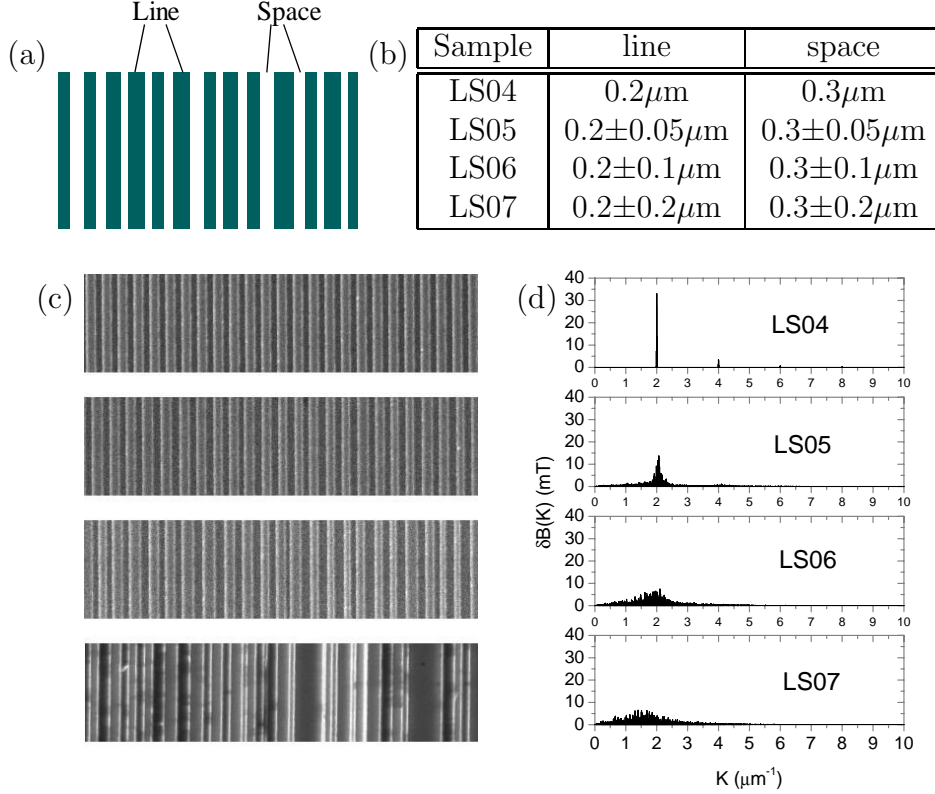 Line Space
(a)
(b)
Sample line space
LS04 0.2μm 0.3μm
LS05 0.2±0.05μm 0.3±0.05μm
LS06 0.2±0.1μm 0.3±0.1μm
LS07 0.2±0.2μm 0.3±0.2μm
(c)
(d)
40
30
20
10
0
LS04
0 1 2 3 4 5 6 7 8 9 10
40
30
20
10
0
LS05
0 1 2 3 4 5 6 7 8 9 10
δB(K) (mT)
40
30
20
10
0
LS06
0 1 2 3 4 5 6 7 8 9 10
40
30
20
10
0
LS07
0 1 2 3 4 5 6 7 8 9 10
K (μm⁻¹)